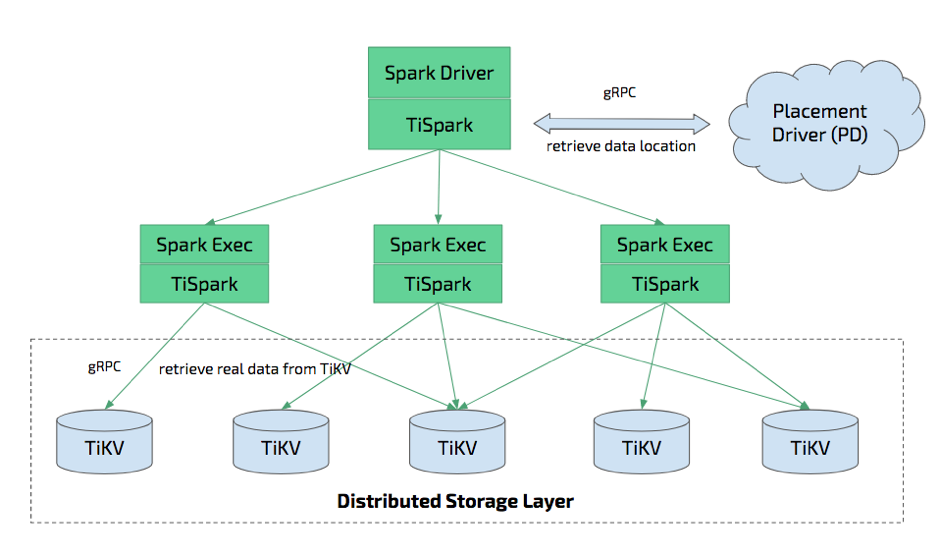 Spark Driver
TiSpark
gRPC
retrieve data location
Placement
Driver (PD)
Spark Exec
TiSpark
Spark Exec
TiSpark
Spark Exec
TiSpark
gRPC
retrieve real data from TiKV
TiKV
TiKV
TiKV
TiKV
TiKV
Distributed Storage Layer